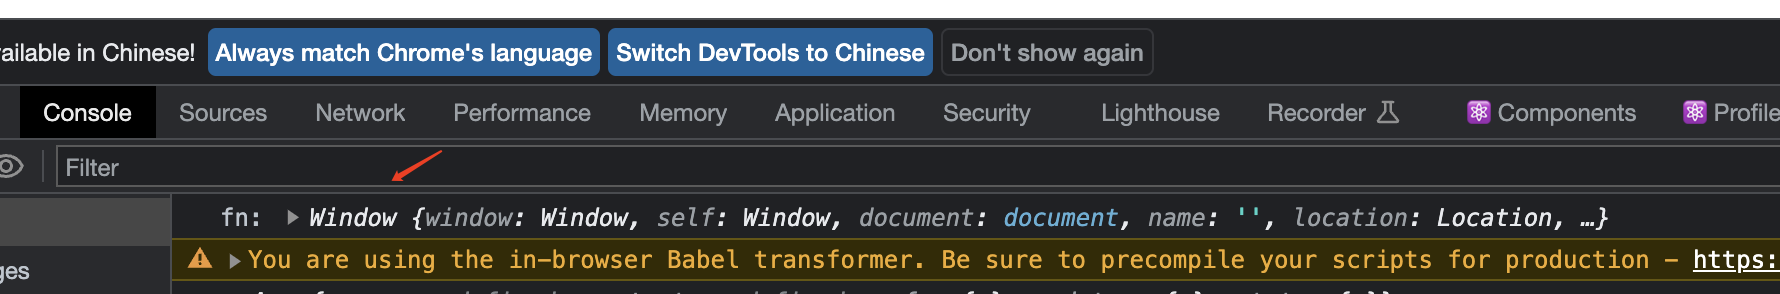 ailable in Chinese! Always match Chrome's language Switch DevTools to Chinese Don't show again
Console Sources Network Performance Memory Application Security Lighthouse Recorder Components Profile
Filter
fn: ▶ Window {window: Window, self: Window, document: document, name: '', location: Location, …}
▶ You are using the in-browser Babel transformer. Be sure to precompile your scripts for production – https:
ges